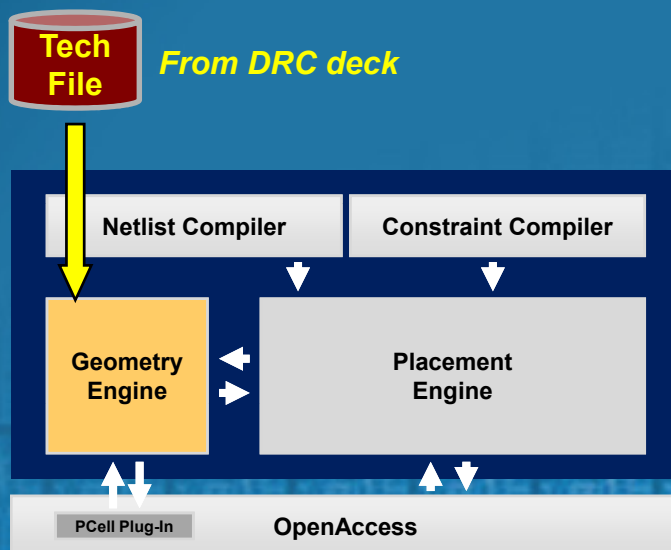 Tech
File
From DRC deck
Netlist Compiler
Constraint Compiler
Geometry
Engine
Placement
Engine
PCell Plug-In
OpenAccess